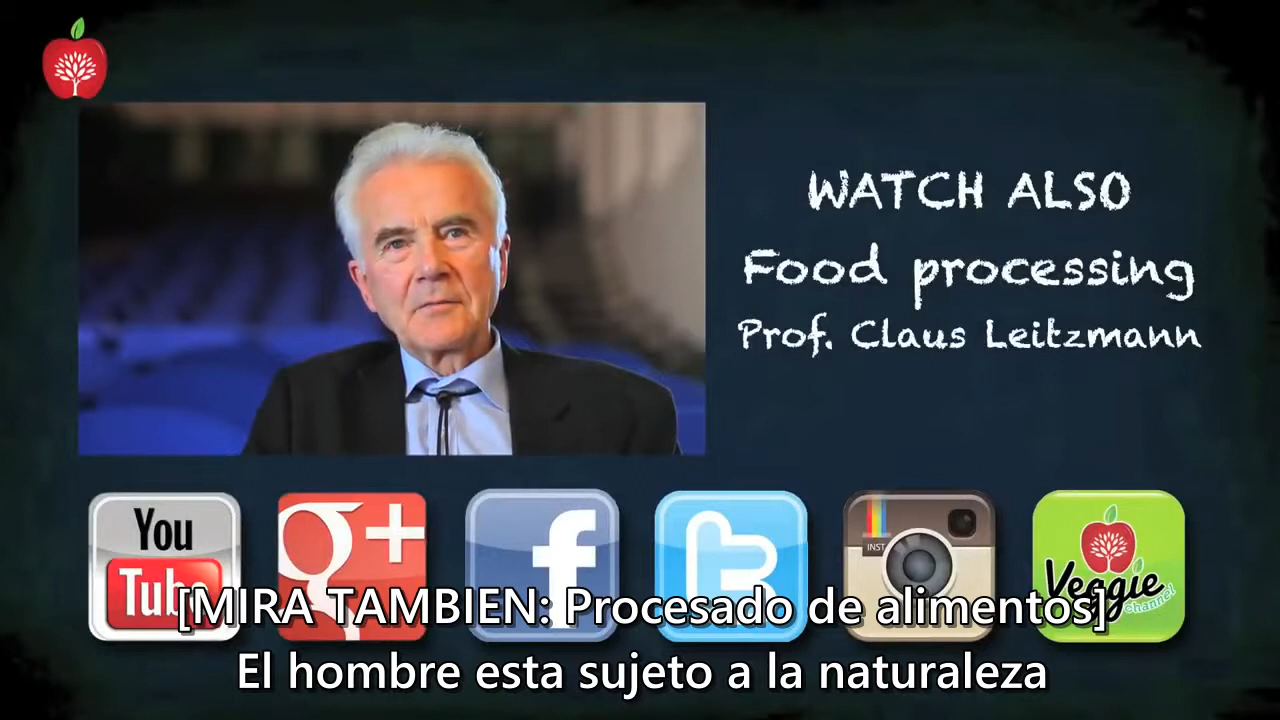 WATCH ALSO
Food processing
Prof. Claus Leitzmann
You
Tube
g+
f
t
INST
Veggie
channel
[MIRA TAMBIEN: Procesado de alimentos]
El hombre esta sujeto a la naturaleza